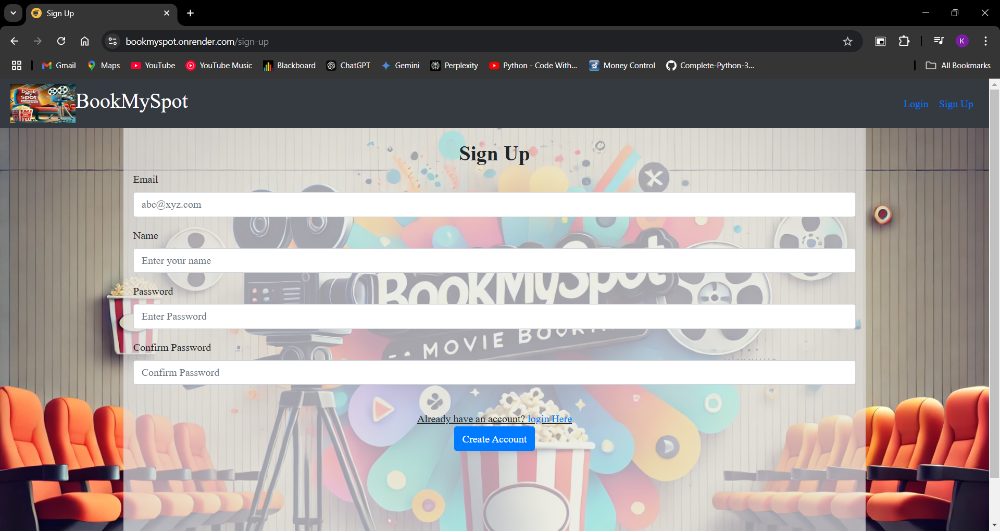 Sign Up
bookmyspot.onrender.com/sign-up
K
Gmail Maps YouTube YouTube Music Blackboard ChatGPT Gemini Perplexity Python - Code With... Money Control Complete-Python-3... All Bookmarks
book my spot
BookMySpot
Login Sign Up
Sign Up
Email
abc@xyz.com
Name
Enter your name
BookMySpot
Password
Enter Password
MOVIE
Confirm Password
Confirm Password
Already have an account? login Here
Create Account